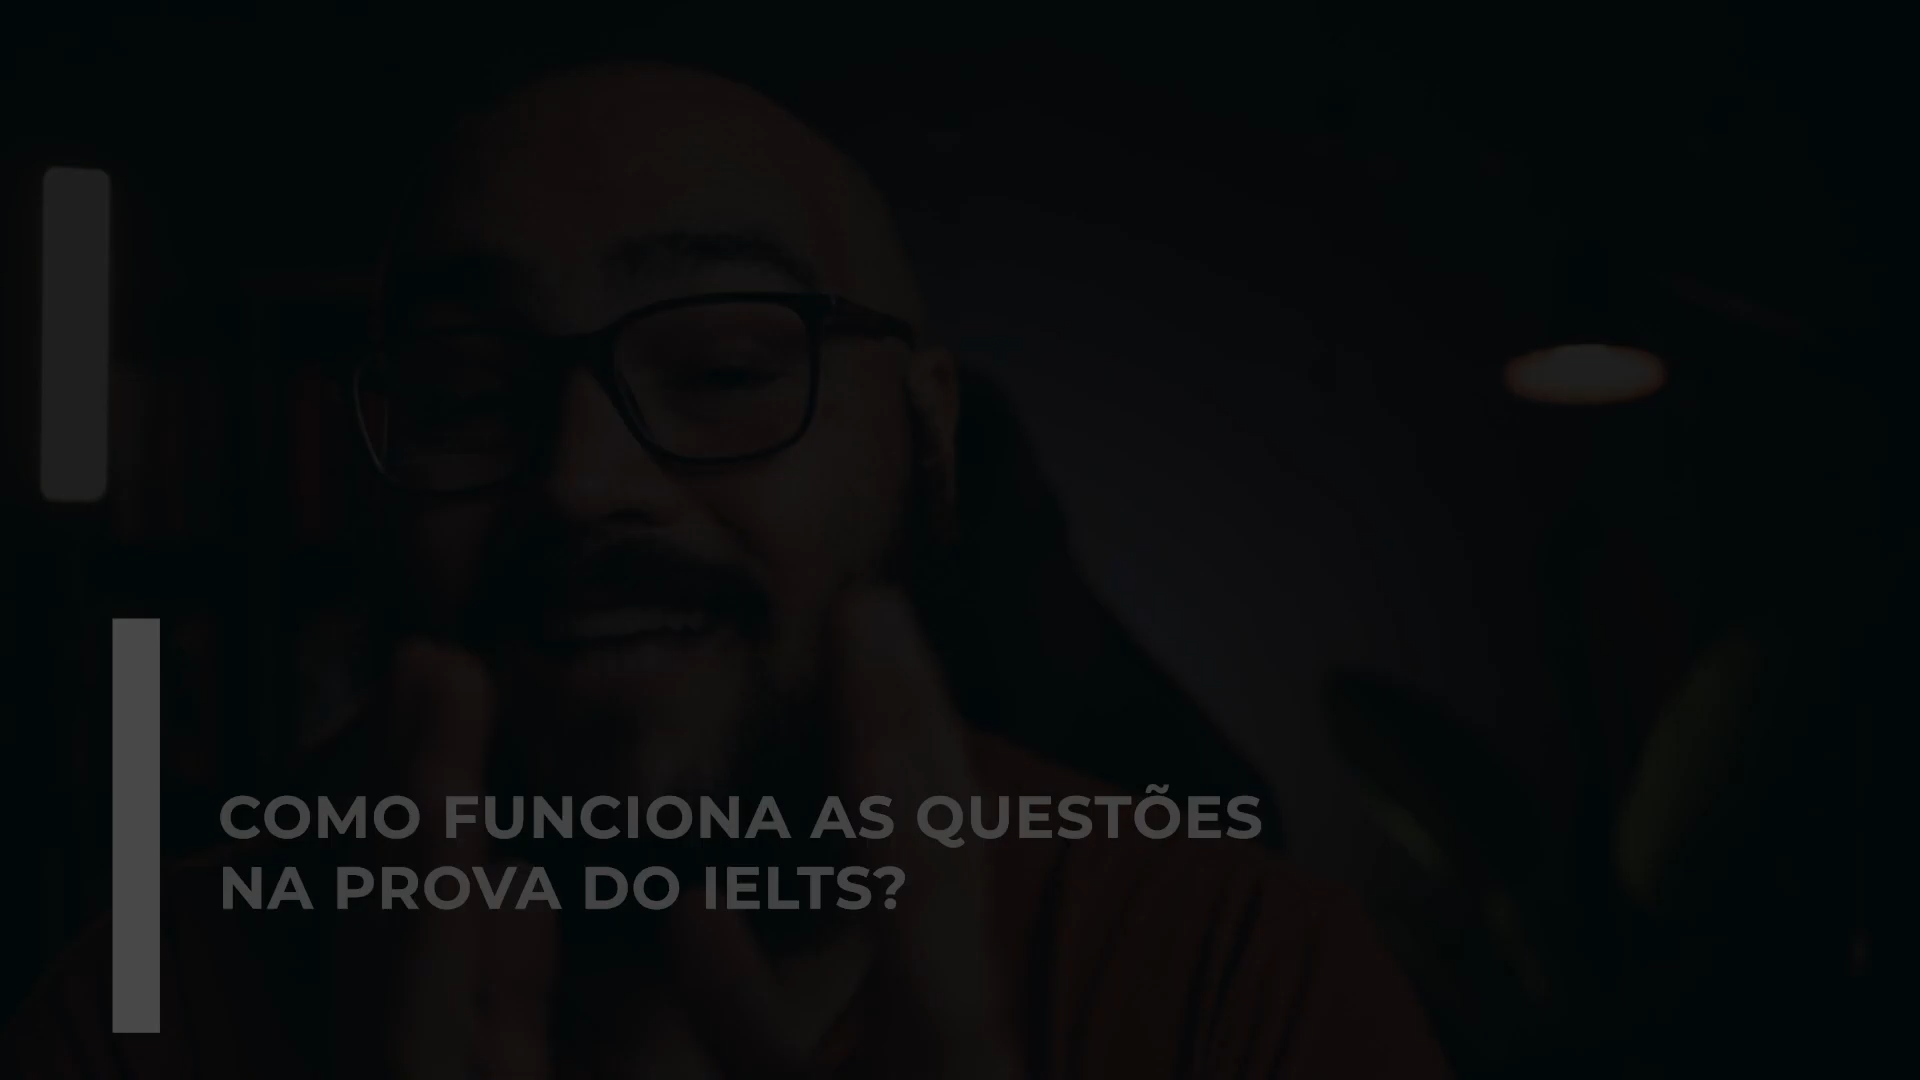 COMO FUNCIONA AS QUESTÕES
NA PROVA DO IELTS?